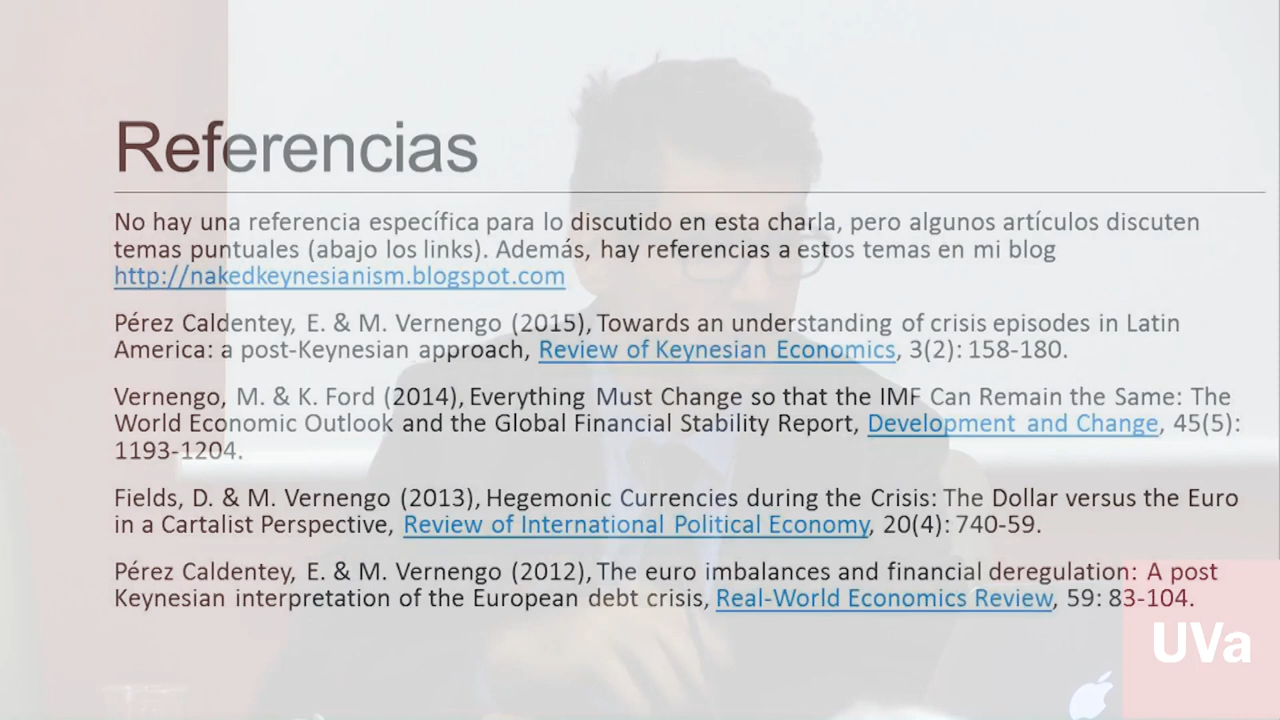 Referencias
No hay una referencia específica para lo discutido en esta charla, pero algunos artículos discuten
temas puntuales (abajo los links). Además, hay referencias a estos temas en mi blog
http://nakedkeynesianism.blogspot.com
Pérez Caldentey, E. & M. Vernengo (2015), Towards an understanding of crisis episodes in Latin
America: a post-Keynesian approach, Review of Keynesian Economics, 3(2): 158-180.
Vernengo, M. & K. Ford (2014), Everything Must Change so that the IMF Can Remain the Same: The
World Economic Outlook and the Global Financial Stability Report, Development and Change, 45(5):
1193-1204.
Fields, D. & M. Vernengo (2013), Hegemonic Currencies during the Crisis: The Dollar versus the Euro
in a Cartalist Perspective, Review of International Political Economy, 20(4): 740-59.
Pérez Caldentey, E. & M. Vernengo (2012), The euro imbalances and financial deregulation: A post
Keynesian interpretation of the European debt crisis, Real-World Economics Review, 59: 83-104.
UVa